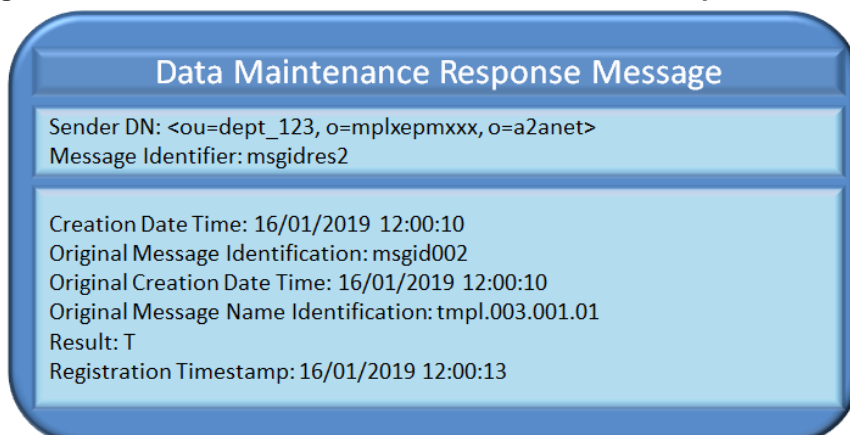 Data Maintenance Response Message
Sender DN: <ou=dept_123, o=mplxepmxxx, o=a2anet>
Message Identifier: msgidres2
Creation Date Time: 16/01/2019 12:00:10
Original Message Identification: msgid002
Original Creation Date Time: 16/01/2019 12:00:10
Original Message Name Identification: tmpl.003.001.01
Result: T
Registration Timestamp: 16/01/2019 12:00:13